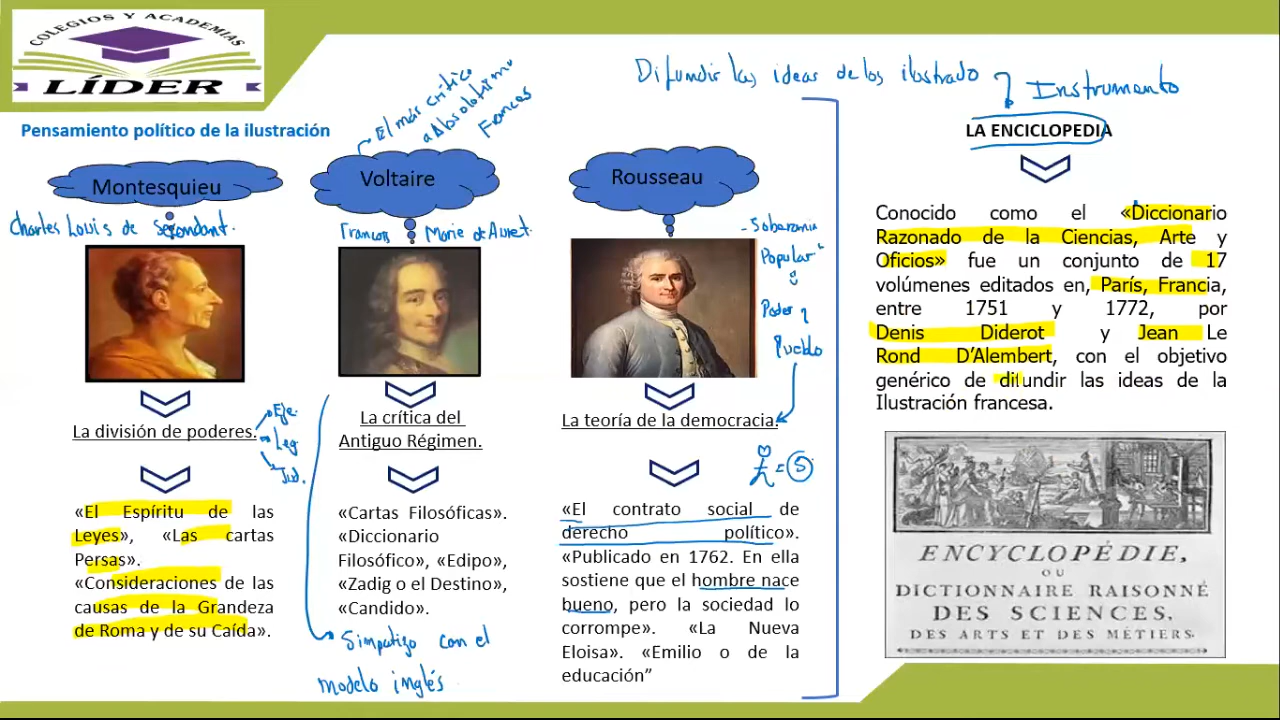 COLEGIOS Y ACADEMIAS
LÍDER
Pensamiento político de la ilustración
Difundir las ideas de los ilustrado
Instrumento
El más crítico
a Absolutismo
Frances
Montesquieu
Charles Louis de Secondant.
La división de poderes.
Eje.
Leg
Jud.
«El Espíritu de las
Leyes», «Las cartas
Persas».
«Consideraciones de las
causas de la Grandeza
de Roma y de su Caída».
Voltaire
Francois Marie de Auret.
La crítica del
Antiguo Régimen.
«Cartas Filosóficas».
«Diccionario
Filosófico», «Edipo»,
«Zadig o el Destino»,
«Candido».
Simpatizo con el
modelo inglés
Rousseau
- Soberania
Popular
Poder
Pueblo
La teoría de la democracia.
= S
«El contrato social de
derecho político».
«Publicado en 1762. En ella
sostiene que el hombre nace
bueno, pero la sociedad lo
corrompe». «La Nueva
Eloisa». «Emilio o de la
educación”
LA ENCICLOPEDIA
Conocido como el «Diccionario
Razonado de la Ciencias, Arte y
Oficios» fue un conjunto de 17
volúmenes editados en, París, Francia,
entre 1751 y 1772, por
Denis Diderot y Jean Le
Rond D’Alembert, con el objetivo
genérico de difundir las ideas de la
Ilustración francesa.
ENCYCLOPÉDIE,
OU
DICTIONNAIRE RAISONNÉ
DES SCIENCES,
DES ARTS ET DES MÉTIERS.